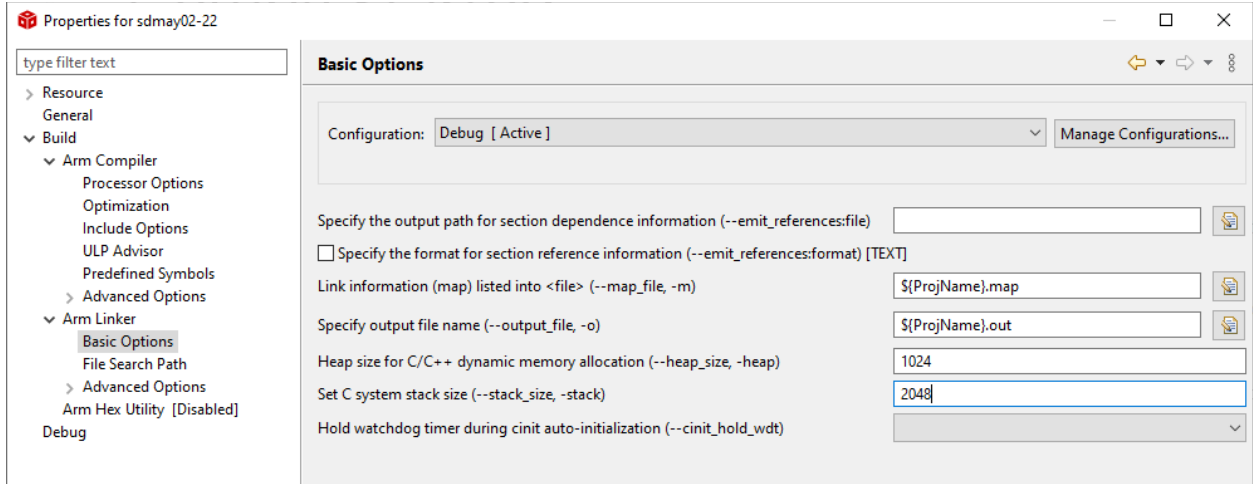 Properties for sdmay02-22
type filter text
Resource
General
Build
Arm Compiler
Processor Options
Optimization
Include Options
ULP Advisor
Predefined Symbols
Advanced Options
Arm Linker
Basic Options
File Search Path
Advanced Options
Arm Hex Utility [Disabled]
Debug
Basic Options
Configuration: Debug [ Active ] Manage Configurations...
Specify the output path for section dependence information (--emit_references:file)
Specify the format for section reference information (--emit_references:format) [TEXT]
Link information (map) listed into <file> (--map_file, -m) ${ProjName}.map
Specify output file name (--output_file, -o) ${ProjName}.out
Heap size for C/C++ dynamic memory allocation (--heap_size, -heap) 1024
Set C system stack size (--stack_size, -stack) 2048
Hold watchdog timer during cinit auto-initialization (--cinit_hold_wdt)